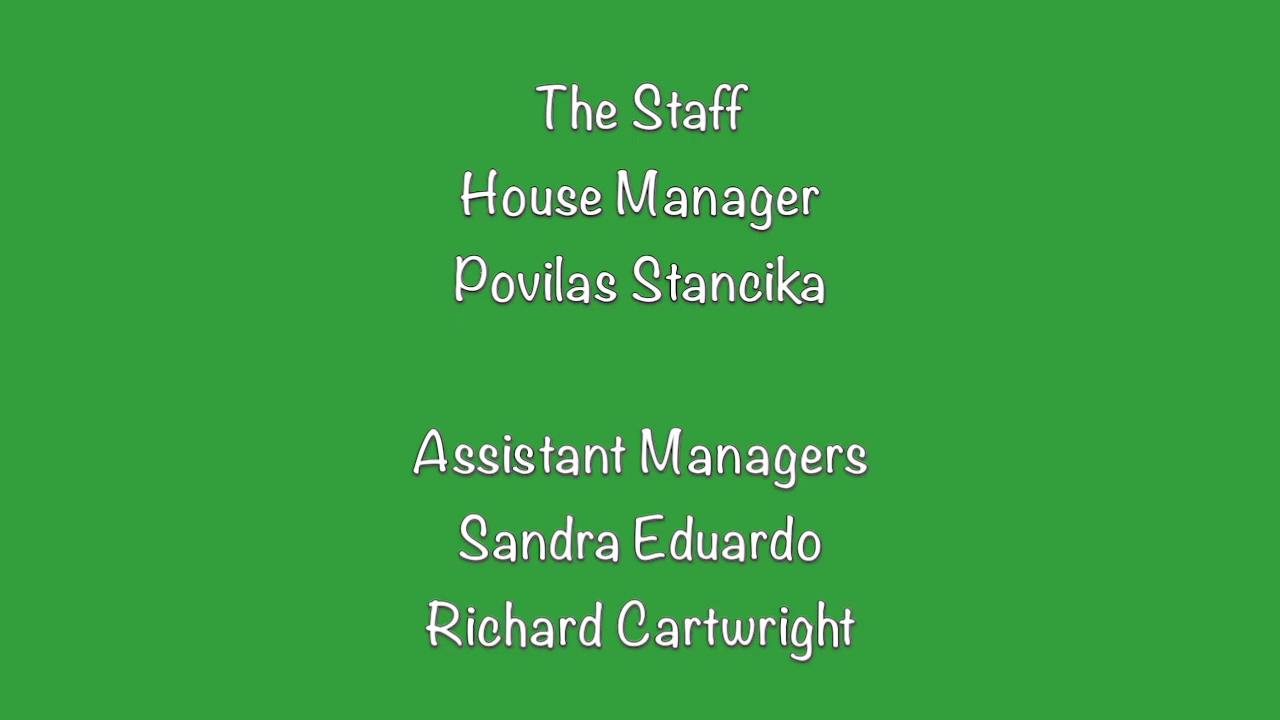 The Staff
House Manager
Povilas Stancika
Assistant Managers
Sandra Eduardo
Richard Cartwright